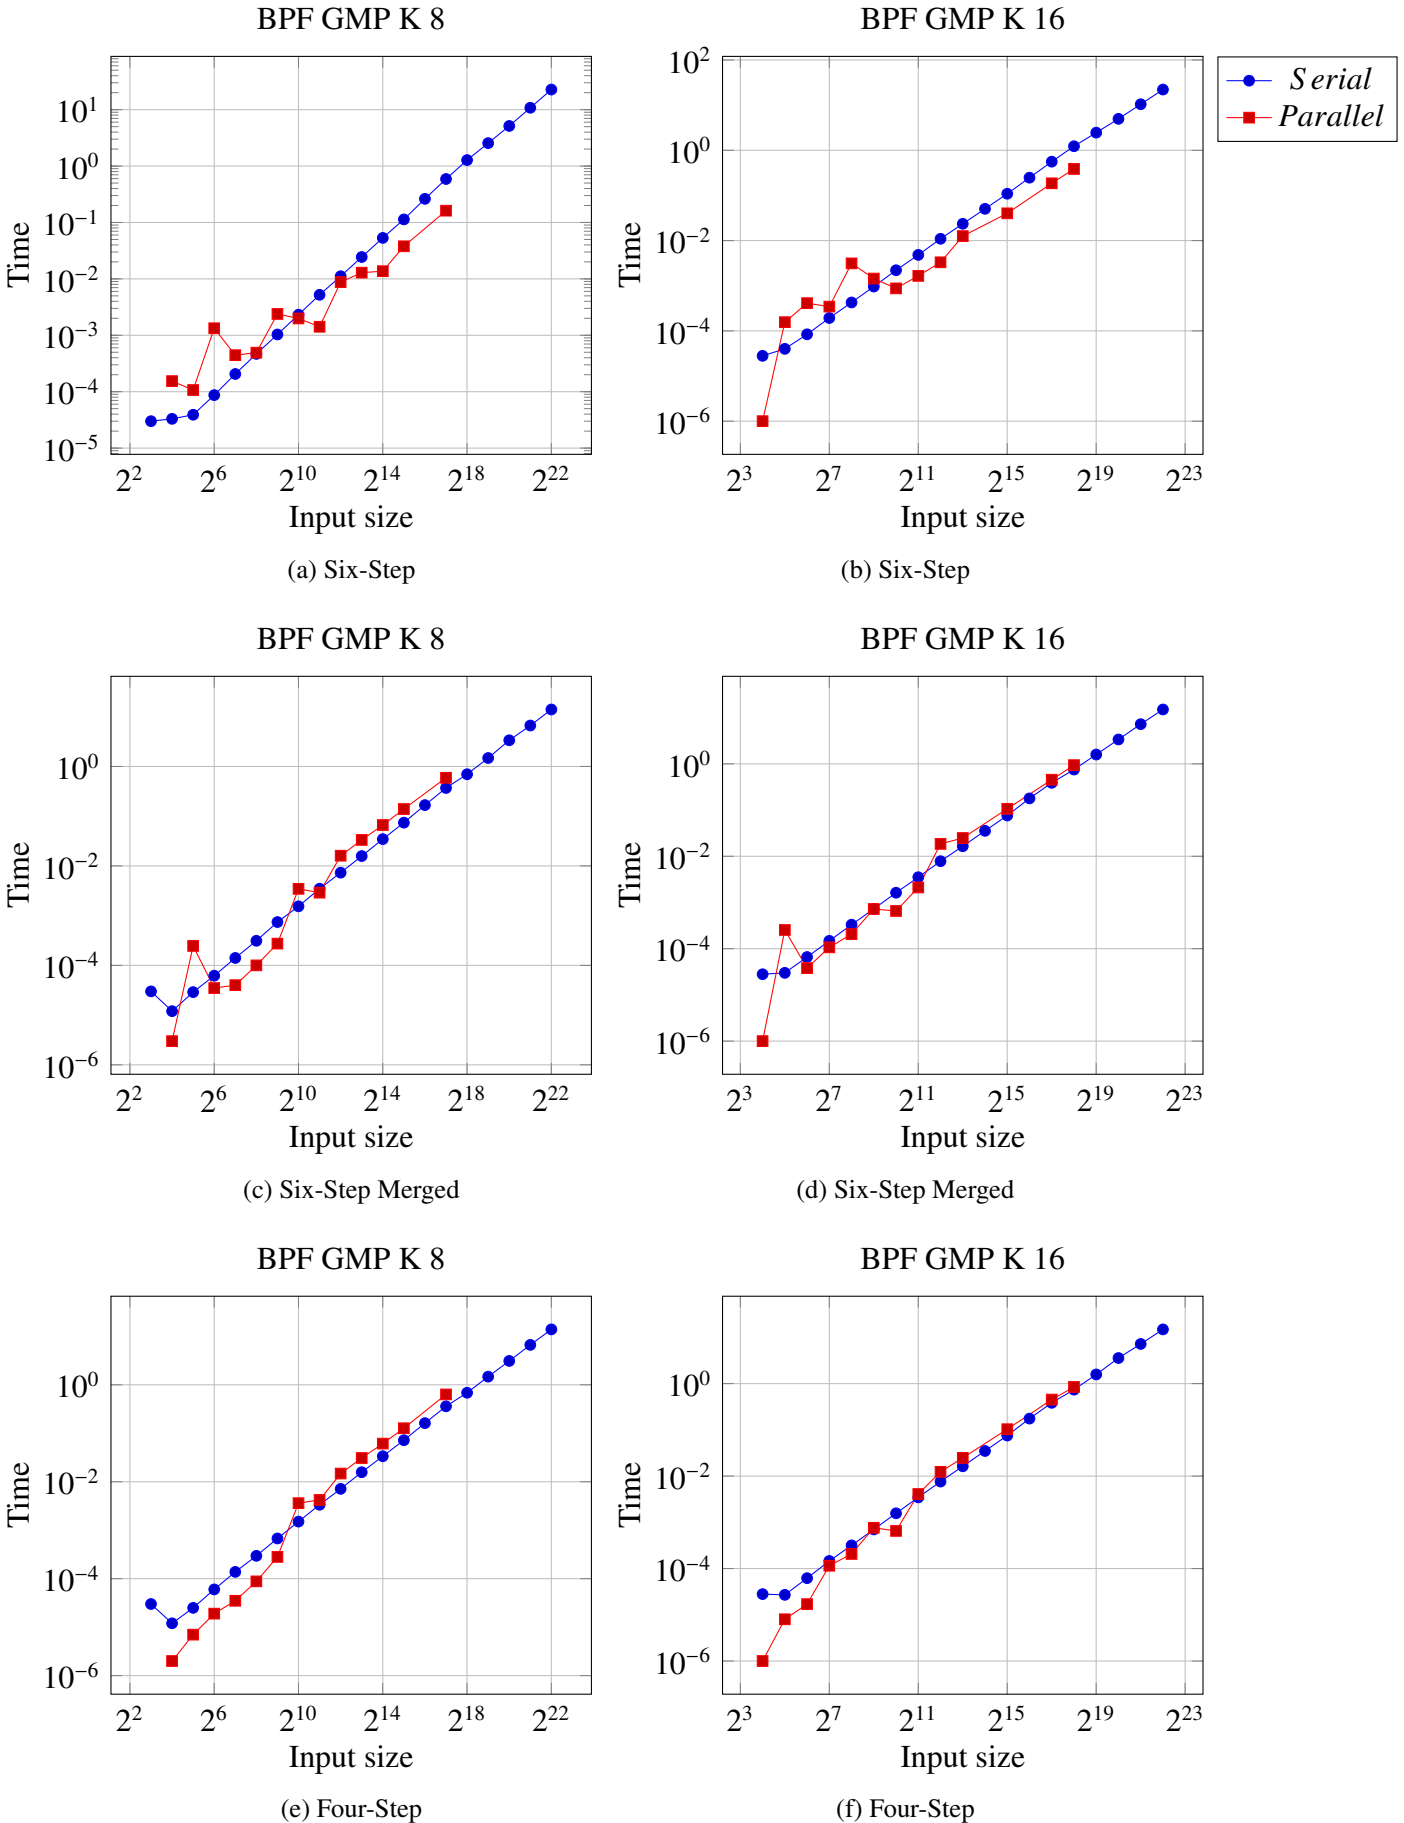 BPF GMP K 8
BPF GMP K 16
Serial
Parallel
10^1
10^0
10^−1
10^−2
10^−3
10^−4
10^−5
Time
2^2 2^6 2^10 2^14 2^18 2^22
Input size
(a) Six-Step
10^2
10^0
10^−2
10^−4
10^−6
Time
2^3 2^7 2^11 2^15 2^19 2^23
Input size
(b) Six-Step
BPF GMP K 8
10^0
10^−2
10^−4
10^−6
Time
2^2 2^6 2^10 2^14 2^18 2^22
Input size
(c) Six-Step Merged
BPF GMP K 16
10^0
10^−2
10^−4
10^−6
Time
2^3 2^7 2^11 2^15 2^19 2^23
Input size
(d) Six-Step Merged
BPF GMP K 8
10^0
10^−2
10^−4
10^−6
Time
2^2 2^6 2^10 2^14 2^18 2^22
Input size
(e) Four-Step
BPF GMP K 16
10^0
10^−2
10^−4
10^−6
Time
2^3 2^7 2^11 2^15 2^19 2^23
Input size
(f) Four-Step